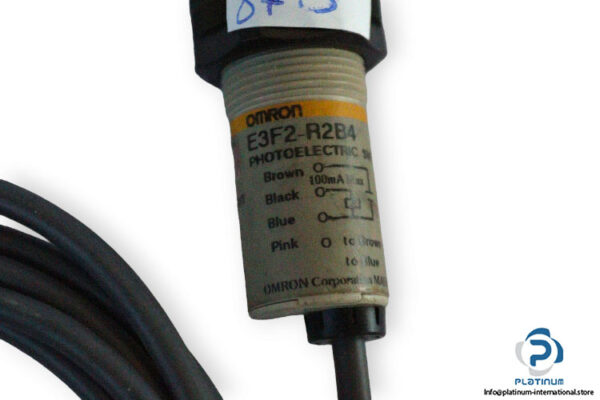 OMRON
E3F2-R2B4
PHOTOELECTRIC
Brown
100mA Max
Black
Blue
Pink to Brown
to Blue
OMRON Corporation
P
PLATINUM
Info@platinum-international.store